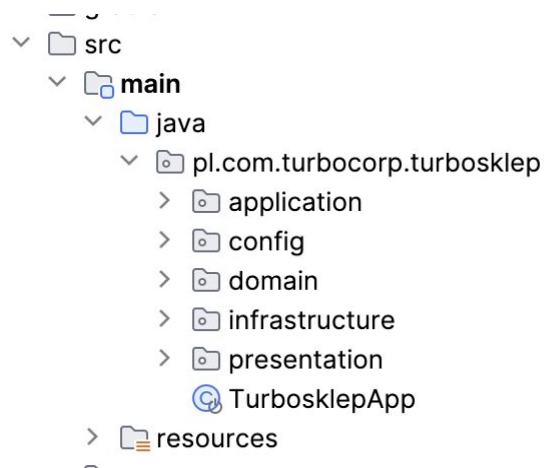 src
main
java
pl.com.turbocorp.turbosklep
application
config
domain
infrastructure
presentation
TurbosklepApp
resources